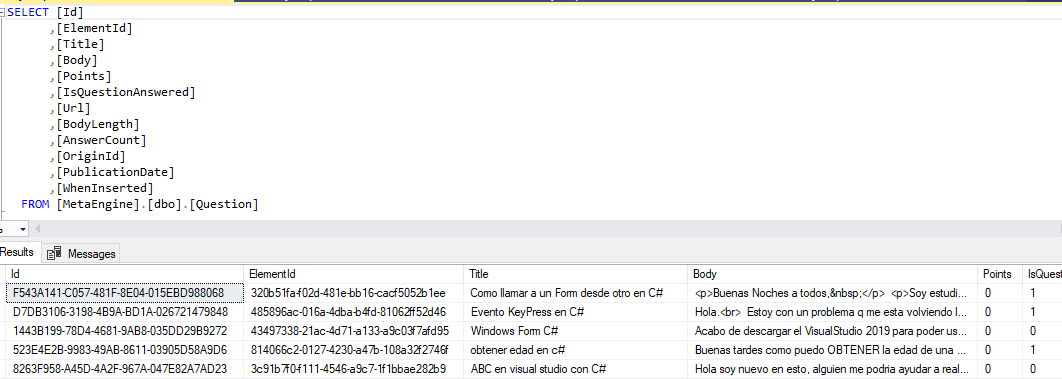 SELECT [Id]
,[ElementId]
,[Title]
,[Body]
,[Points]
,[IsQuestionAnswered]
,[Url]
,[BodyLength]
,[AnswerCount]
,[OriginId]
,[PublicationDate]
,[WhenInserted]
FROM [MetaEngine].[dbo].[Question]
Results Messages
Id ElementId Title Body Points IsQuest
F543A141-C057-481F-8E04-015EBD988068 320b51fa-f02d-481e-bb16-cacf5052b1ee Como llamar a un Form desde otro en C# <p>Buenas Noches a todos,&nbsp;</p> <p>Soy estudi... 0 1
D7DB3106-3198-4B9A-BD1A-026721479848 485896ac-016a-4dba-b4fd-81062ff52d46 Evento KeyPress en C# Hola.<br> Estoy con un problema q me esta volviendo l... 0 1
1443B199-78D4-4681-9AB8-035DD29B9272 43497338-21ac-4d71-a133-a9c03f7afd95 Windows Form C# Acabo de descargar el VisualStudio 2019 para poder us... 0 0
523E4E2B-9983-49AB-8611-03905D58A9D6 814066c2-0127-4230-a47b-108a32f2746f obtener edad en c# Buenas tardes como puedo OBTENER la edad de una ... 0 1
8263F958-A45D-4A2F-967A-047E82A7AD23 3c91b7f0-f111-4546-a9c7-1f1bbae282b9 ABC en visual studio con C# Hola soy nuevo en esto, alguien me podria ayudar a real... 0 0